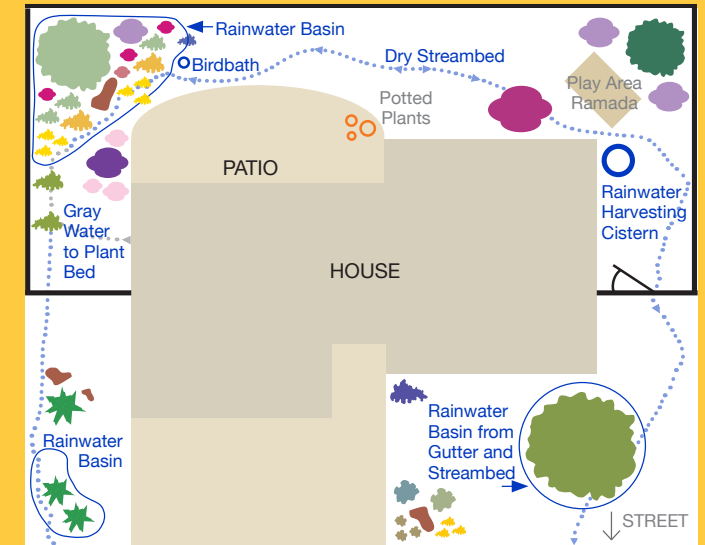 Rainwater Basin
Birdbath
Dry Streambed
Potted
Plants
Play Area
Ramada
PATIO
Rainwater
Harvesting
Cistern
Gray
Water
to Plant
Bed
HOUSE
Rainwater
Basin
Rainwater
Basin from
Gutter and
Streambed
STREET